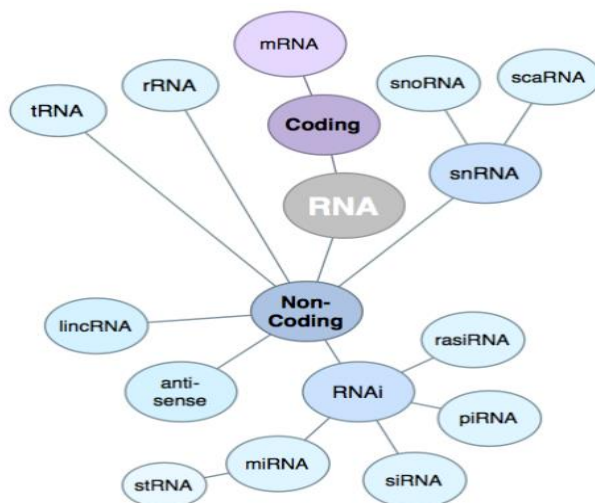 mRNA
snoRNA
scaRNA
rRNA
tRNA
Coding
snRNA
RNA
Non-
Coding
lincRNA
rasiRNA
anti-
sense
RNAi
piRNA
miRNA
stRNA
siRNA